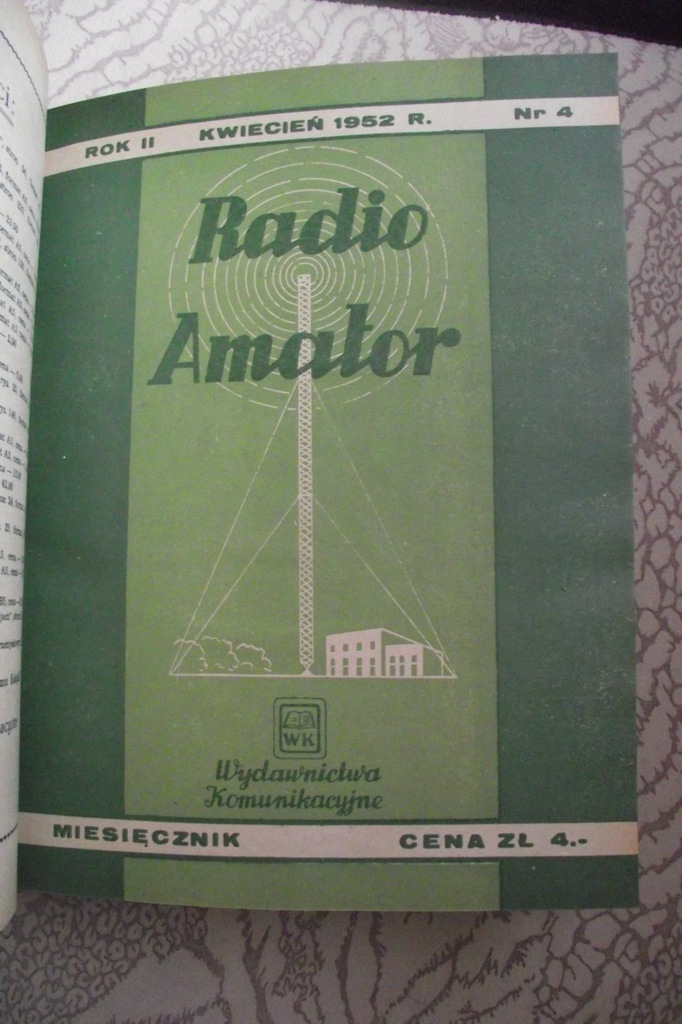 ROK II KWIECIEŃ 1952 R. Nr 4
Radio
Amator
WK
Wydawnictwa
Komunikacyjne
MIESIĘCZNIK CENA ZŁ 4.-